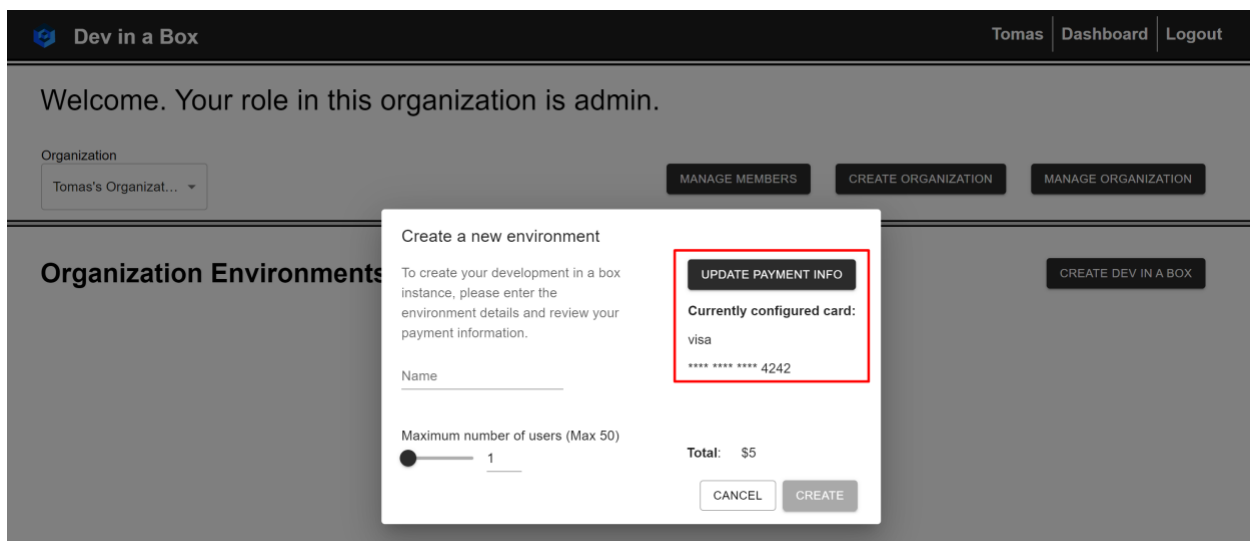 Dev in a Box
Tomas
Dashboard
Logout
Welcome. Your role in this organization is admin.
Organization
Tomas's Organizat...
MANAGE MEMBERS
CREATE ORGANIZATION
MANAGE ORGANIZATION
Organization Environments
CREATE DEV IN A BOX
Create a new environment
To create your development in a box
instance, please enter the
environment details and review your
payment information.
Name
Maximum number of users (Max 50)
1
UPDATE PAYMENT INFO
Currently configured card:
visa
**** **** **** 4242
Total: $5
CANCEL
CREATE